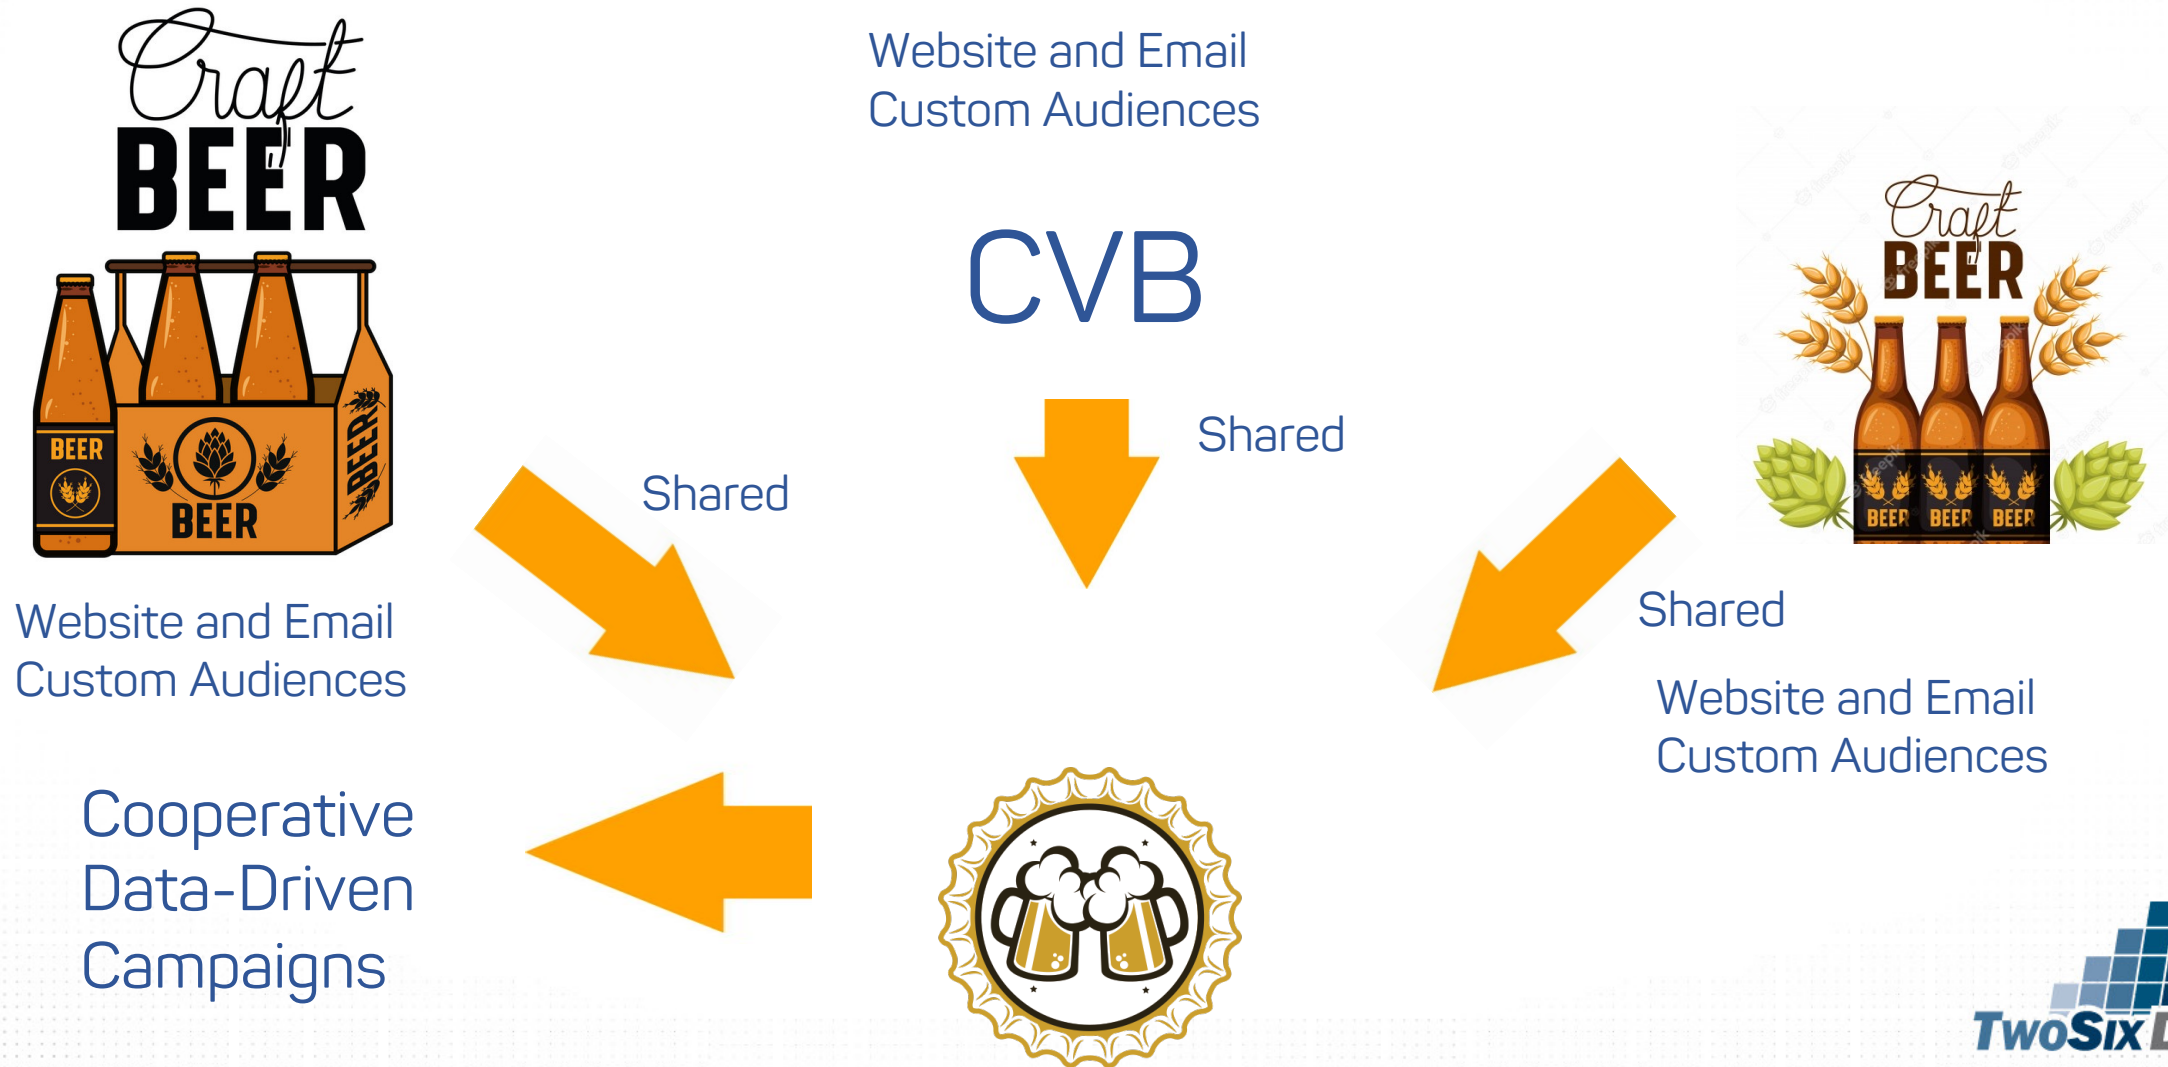 Craft
BEER
BEER
BEER
BEER
Website and Email
Custom Audiences
Website and Email
Custom Audiences
CVB
Shared
Shared
Craft
BEER
BEER
BEER
BEER
Shared
Website and Email
Custom Audiences
Cooperative
Data-Driven
Campaigns
TwoSix